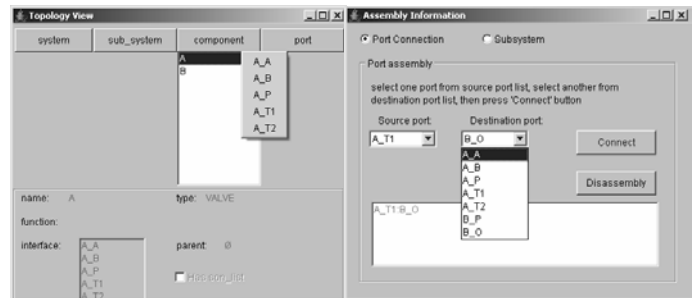 Topology View
system sub_system component port
A
B
A_A
A_B
A_P
A_T1
A_T2
name: A type: VALVE
function:
interface: A_A parent: Ø
A_B
A_P
A_T1
A_T2
Has con_list
Assembly Information
Port Connection Subsystem
Port assembly
select one port from source port list, select another from
destination port list, then press 'Connect' button
Source port: Destination port:
A_T1 B_O Connect
A_A
A_B
A_P
A_T1
A_T2
B_P
B_O
Disassembly
A_T1:B_O